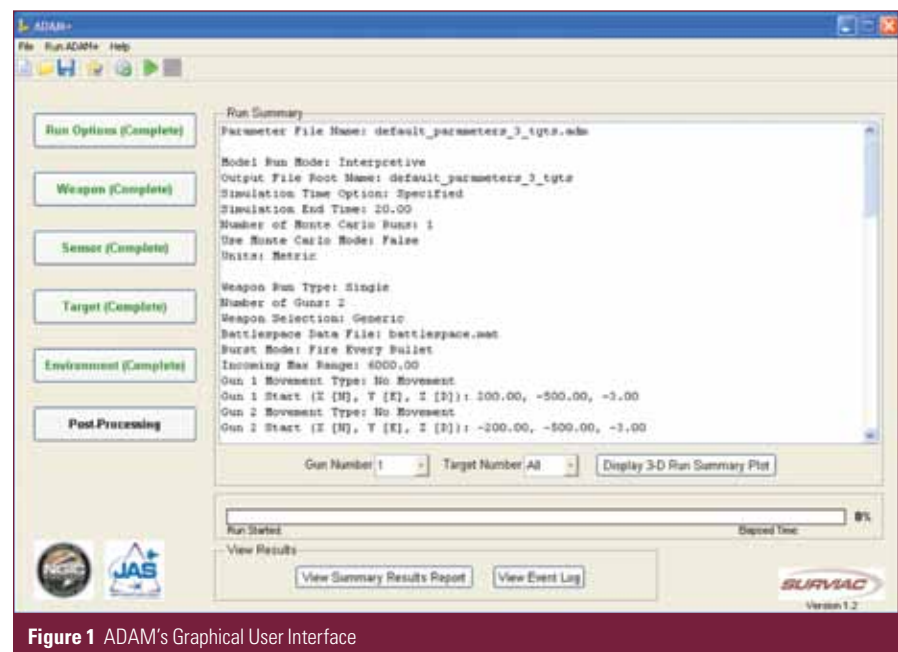 ADAM+
File Run ADAM+ Help
Run Options (Complete)
Weapon (Complete)
Sensor (Complete)
Target (Complete)
Environment (Complete)
Post-Processing
Run Summary
Parameter File Name: default_parameters_3_tgts.adm
Model Run Mode: Interpretive
Output File Root Name: default_parameters_3_tgts
Simulation Time Option: Specified
Simulation End Time: 20.00
Number of Monte Carlo Runs: 1
Use Monte Carlo Mode: False
Units: Metric
Weapon Run Type: Single
Number of Guns: 2
Weapon Selection: Generic
Battlespace Data File: battlespace.mat
Burst Mode: Fire Every Bullet
Incoming Max Range: 6000.00
Gun 1 Movement Type: No Movement
Gun 1 Start (X [N], Y [E], Z [D]): 200.00, -500.00, -3.00
Gun 2 Movement Type: No Movement
Gun 2 Start (X [N], Y [E], Z [D]): -200.00, -500.00, -3.00
Gun Number 1 Target Number All Display 3-D Run Summary Plot
0%
Run Started: Elapsed Time:
View Results
View Summary Results Report View Event Log
NGIC
JAS
SURVIAC
Version 1.2
Figure 1 ADAM's Graphical User Interface